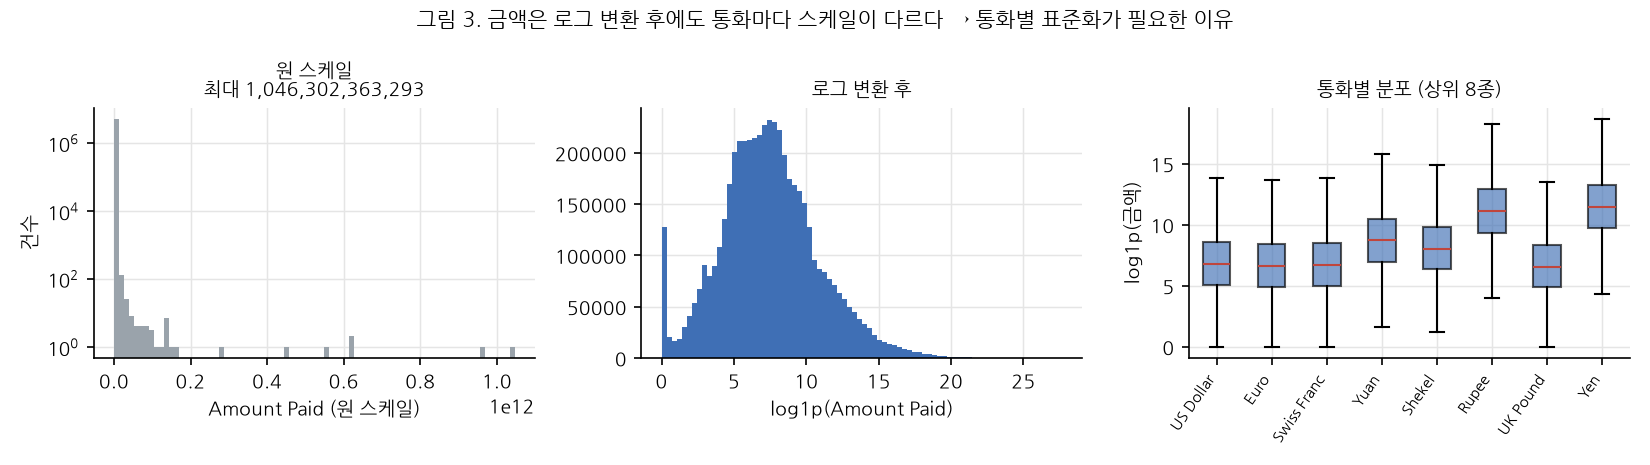 그림 3. 금액은 로그 변환 후에도 통화마다 스케일이 다르다 → 통화별 표준화가 필요한 이유
원 스케일
최대 1,046,302,363,293
건수
10^6
10^4
10^2
10^0
0.0 0.2 0.4 0.6 0.8 1.0
1e12
Amount Paid (원 스케일)
로그 변환 후
200000
150000
100000
50000
0
0 5 10 15 20 25
log1p(Amount Paid)
통화별 분포 (상위 8종)
log1p(금액)
15
10
5
0
US Dollar
Euro
Swiss Franc
Yuan
Shekel
Rupee
UK Pound
Yen